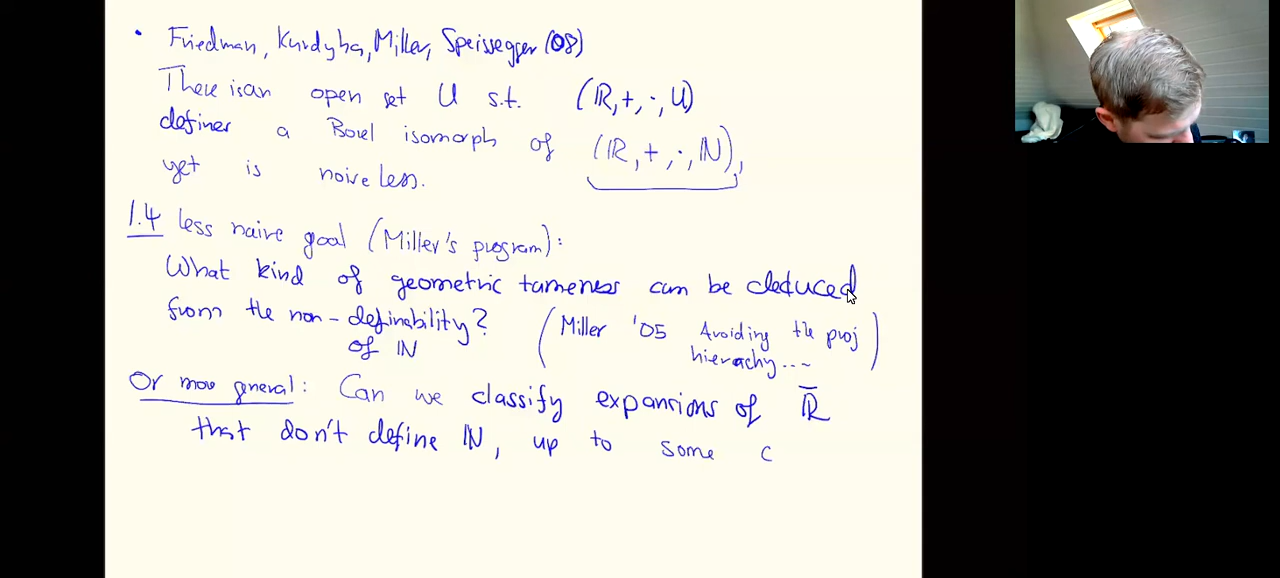 • Friedman, Kurdyka, Miller, Speissegger (08)
There is an open set U s.t. (ℝ,+,·,U)
defines a Borel isomorph of (ℝ,+,·,ℕ),
yet is noiseless.
1.4 less naive goal (Miller's program):
What kind of geometric tameness can be deduced
from the non-definability? (Miller '05 Avoiding the proj
of ℕ hierachy...)
Or more general: Can we classify expansions of ℝ̄
that don't define ℕ, up to some c